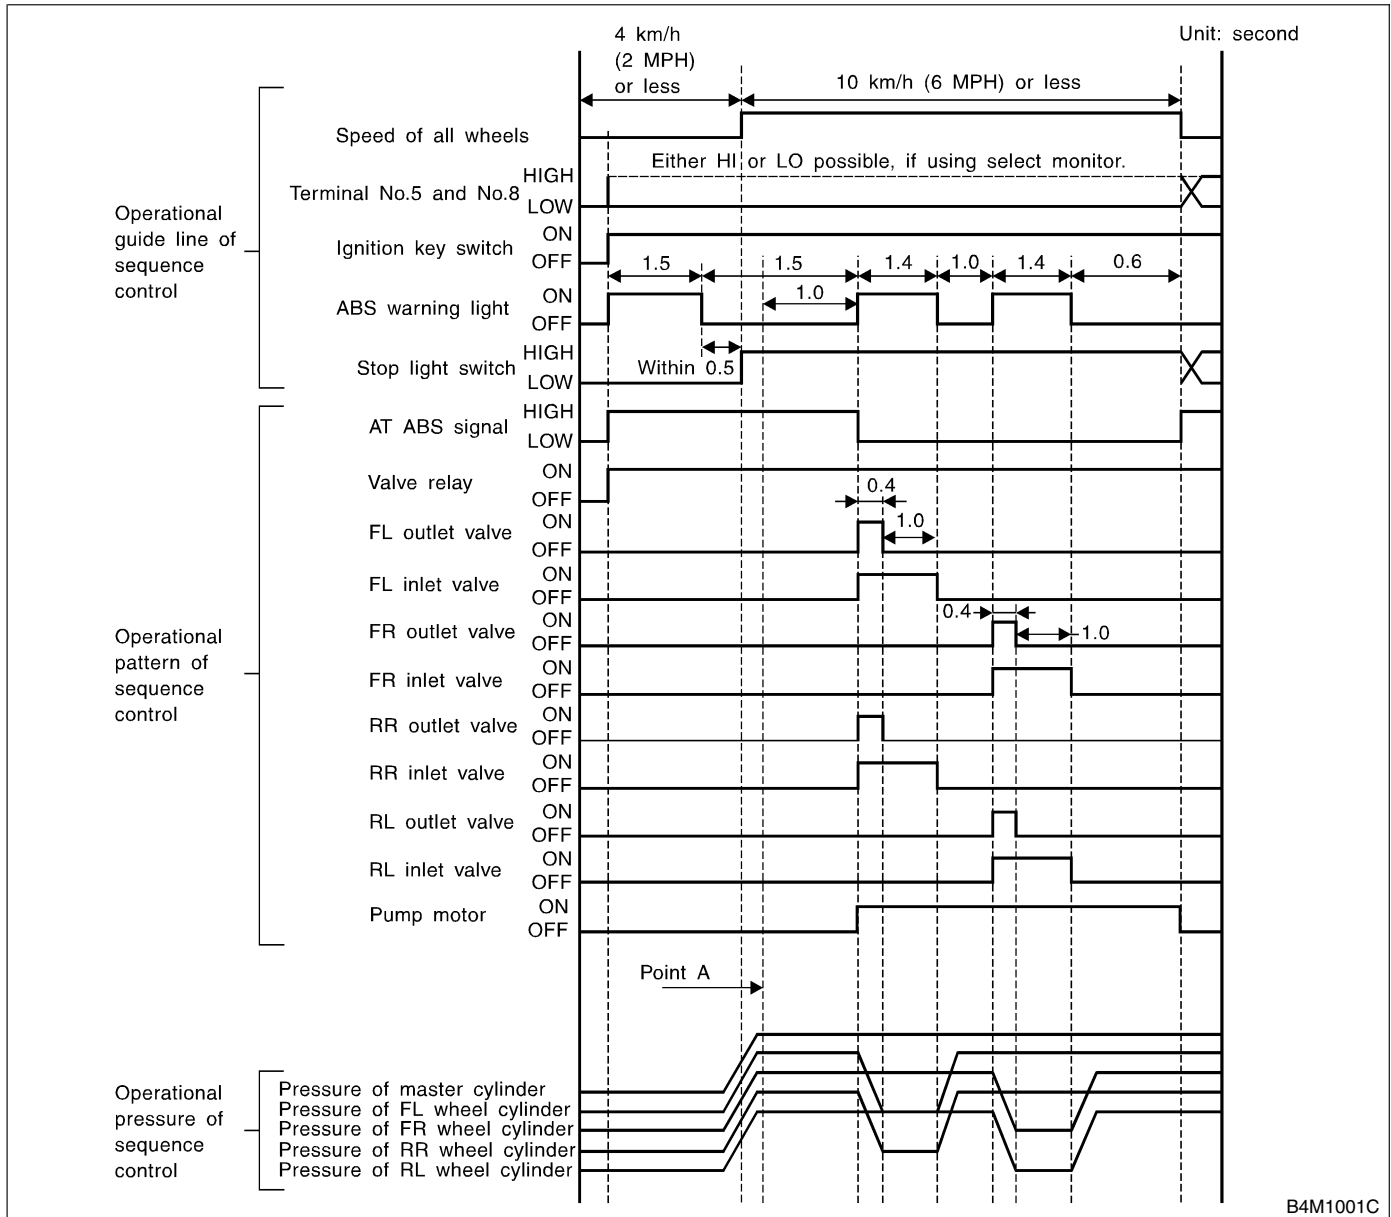 4 km/h
(2 MPH)
or less
Unit: second
10 km/h (6 MPH) or less
Speed of all wheels
Either HI or LO possible, if using select monitor.
HIGH
Terminal No.5 and No.8
LOW
Operational
guide line of
sequence
control
ON
Ignition key switch
OFF
1.5 1.5 1.4 1.0 1.4 0.6
1.0
ON
ABS warning light
OFF
HIGH
Stop light switch
Within 0.5
LOW
HIGH
AT ABS signal
LOW
ON
Valve relay
OFF
0.4
ON
FL outlet valve
1.0
OFF
ON
FL inlet valve
OFF
0.4
ON
FR outlet valve
1.0
OFF
Operational
pattern of
sequence
control
ON
FR inlet valve
OFF
ON
RR outlet valve
OFF
ON
RR inlet valve
OFF
ON
RL outlet valve
OFF
ON
RL inlet valve
OFF
ON
Pump motor
OFF
Point A
Operational
pressure of
sequence
control
Pressure of master cylinder
Pressure of FL wheel cylinder
Pressure of FR wheel cylinder
Pressure of RR wheel cylinder
Pressure of RL wheel cylinder
B4M1001C